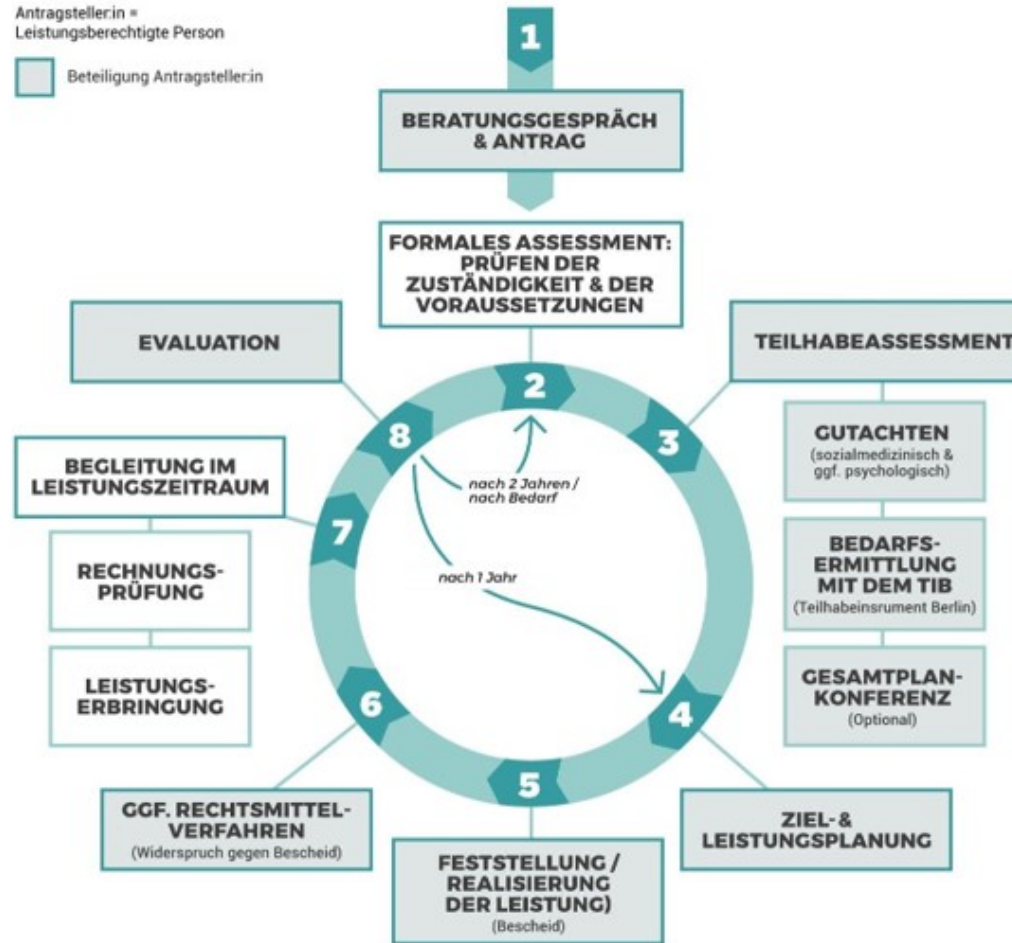 Antragsteller:in =
Leistungsberechtigte Person
Beteiligung Antragsteller:in
1
BERATUNGSGESPRÄCH
& ANTRAG
FORMALES ASSESSMENT:
PRÜFEN DER
ZUSTÄNDIGKEIT & DER
VORAUSSETZUNGEN
2
TEILHABEASSESSMENT
3
GUTACHTEN
(sozialmedizinisch &
ggf. psychologisch)
BEDARFS-
ERMITTLUNG
MIT DEM TIB
(Teilhabeinsrument Berlin)
GESAMTPLAN-
KONFERENZ
(Optional)
4
ZIEL- &
LEISTUNGSPLANUNG
5
FESTSTELLUNG /
REALISIERUNG
DER LEISTUNG)
(Bescheid)
6
GGF. RECHTSMITTEL-
VERFAHREN
(Widerspruch gegen Bescheid)
7
BEGLEITUNG IM
LEISTUNGSZEITRAUM
RECHNUNGS-
PRÜFUNG
LEISTUNGS-
ERBRINGUNG
8
EVALUATION
nach 2 Jahren /
nach Bedarf
nach 1 Jahr